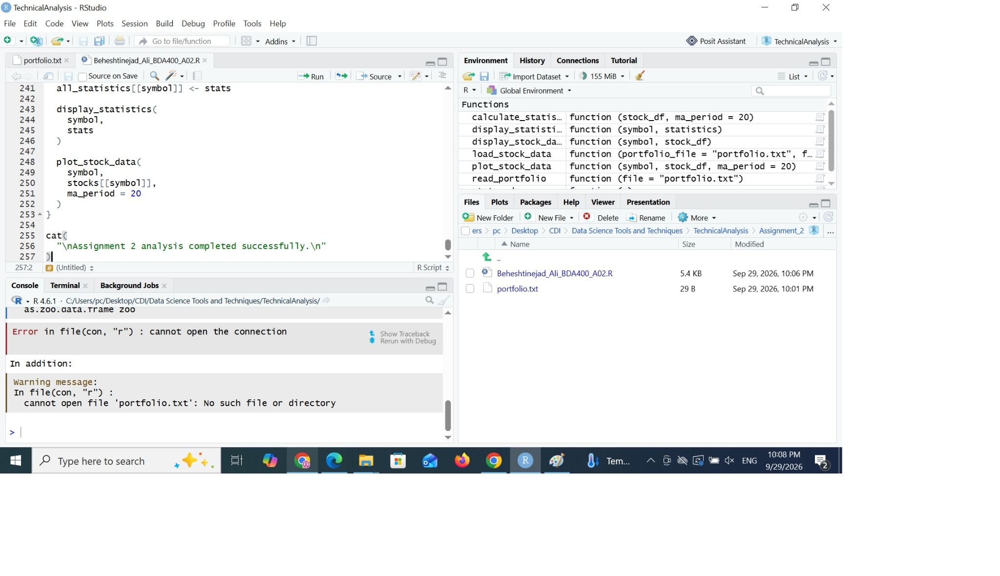 TechnicalAnalysis - RStudio
File Edit Code View Plots Session Build Debug Profile Tools Help
Go to file/function
Addins
Posit Assistant
TechnicalAnalysis
portfolio.txt
Beheshtinejad_Ali_BDA400_A02.R
Source on Save
Run
Source
241 all_statistics[[symbol]] <- stats
242
243 display_statistics(
244 symbol,
245 stats
246 )
247
248 plot_stock_data(
249 symbol,
250 stocks[[symbol]],
251 ma_period = 20
252 )
253 }
254
255 cat(
256 "\nAssignment 2 analysis completed successfully.\n"
257 )
257:2 # (Untitled) R Script
Console Terminal Background Jobs
R 4.6.1 · C:/Users/pc/Desktop/CDI/Data Science Tools and Techniques/TechnicalAnalysis/
as.zoo.data.frame zoo
Error in file(con, "r") : cannot open the connection
Show Traceback
Rerun with Debug
In addition:
Warning message:
In file(con, "r") :
cannot open file 'portfolio.txt': No such file or directory
>
Environment History Connections Tutorial
Import Dataset 155 MiB List
R Global Environment
Functions
calculate_statis… function (stock_df, ma_period = 20)
display_statisti… function (symbol, statistics)
display_stock_da… function (symbol, stock_df)
load_stock_data function (portfolio_file = "portfolio.txt", f…
plot_stock_data function (symbol, stock_df, ma_period = 20)
read_portfolio function (file = "portfolio.txt")
Files Plots Packages Help Viewer Presentation
New Folder New File Delete Rename More
ers pc Desktop CDI Data Science Tools and Techniques TechnicalAnalysis Assignment_2 ...
Name Size Modified
..
Beheshtinejad_Ali_BDA400_A02.R 5.4 KB Sep 29, 2026, 10:06 PM
portfolio.txt 29 B Sep 29, 2026, 10:01 PM
Type here to search
Tem...
ENG
10:08 PM
9/29/2026
2